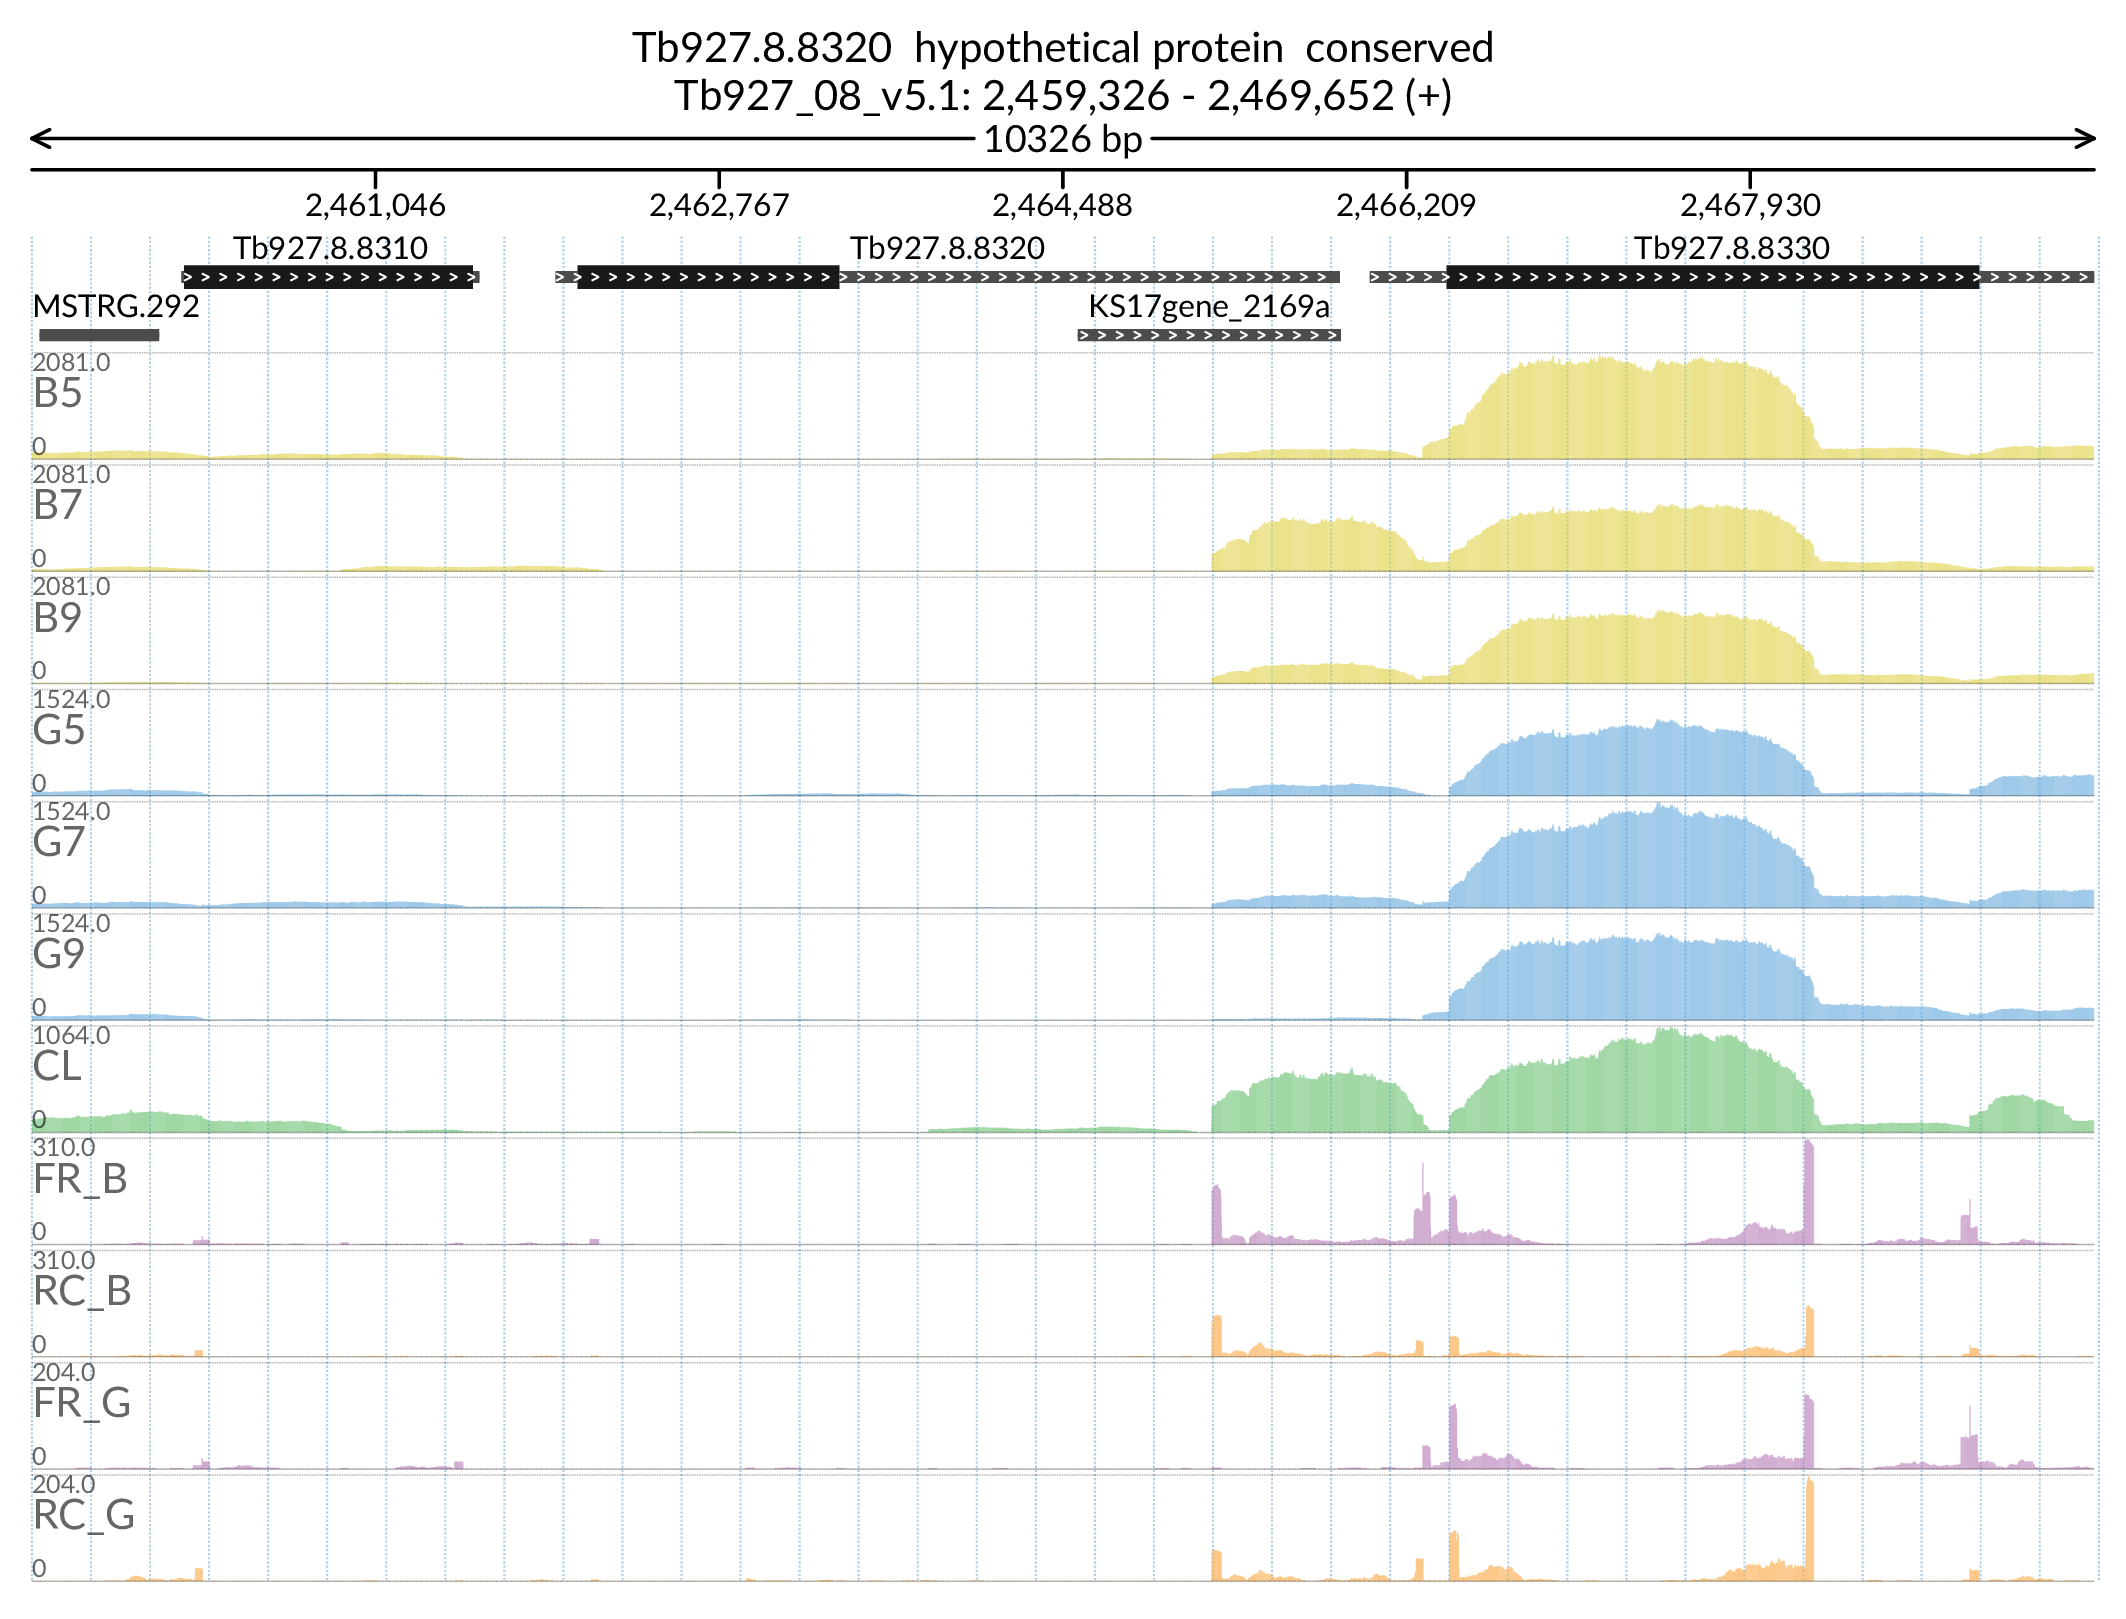 Tb927.8.8320 hypothetical protein conserved
Tb927_08_v5.1: 2,459,326 - 2,469,652 (+)
10326 bp
2,461,046 2,462,767 2,464,488 2,466,209 2,467,930
Tb927.8.8310 Tb927.8.8320 Tb927.8.8330
MSTRG.292 KS17gene_2169a
2081.0
B5
0
2081.0
B7
0
2081.0
B9
0
1524.0
G5
0
1524.0
G7
0
1524.0
G9
0
1064.0
CL
0
310.0
FR_B
0
310.0
RC_B
0
204.0
FR_G
0
204.0
RC_G
0